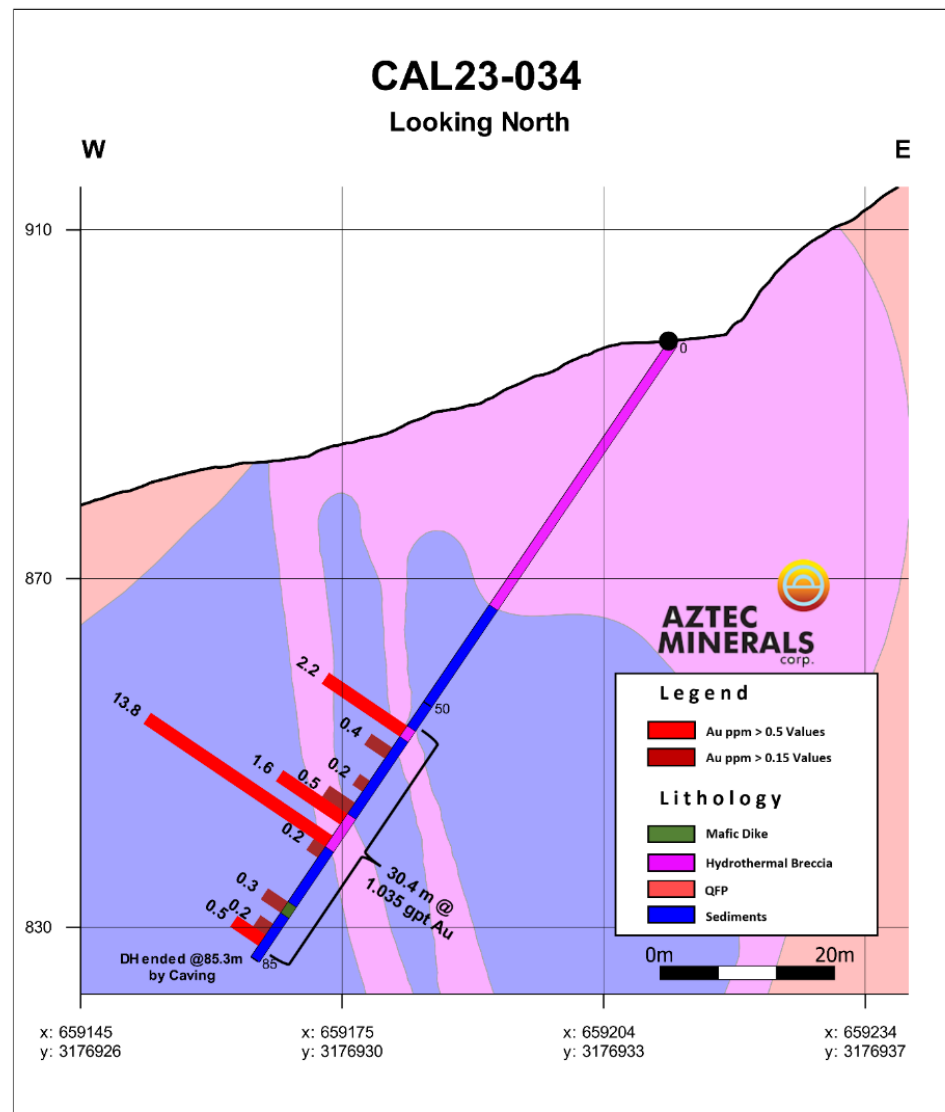 CAL23-034
Looking North
W
E
910
870
830
0
50
85
2.2
0.4
13.8
0.2
1.6
0.5
0.2
0.3
0.2
0.5
30.4 m @
1.035 gpt Au
DH ended @85.3m
by Caving
AZTEC
MINERALS
corp.
Legend
Au ppm > 0.5 Values
Au ppm > 0.15 Values
Lithology
Mafic Dike
Hydrothermal Breccia
QFP
Sediments
0m 20m
x: 659145
y: 3176926
x: 659175
y: 3176930
x: 659204
y: 3176933
x: 659234
y: 3176937